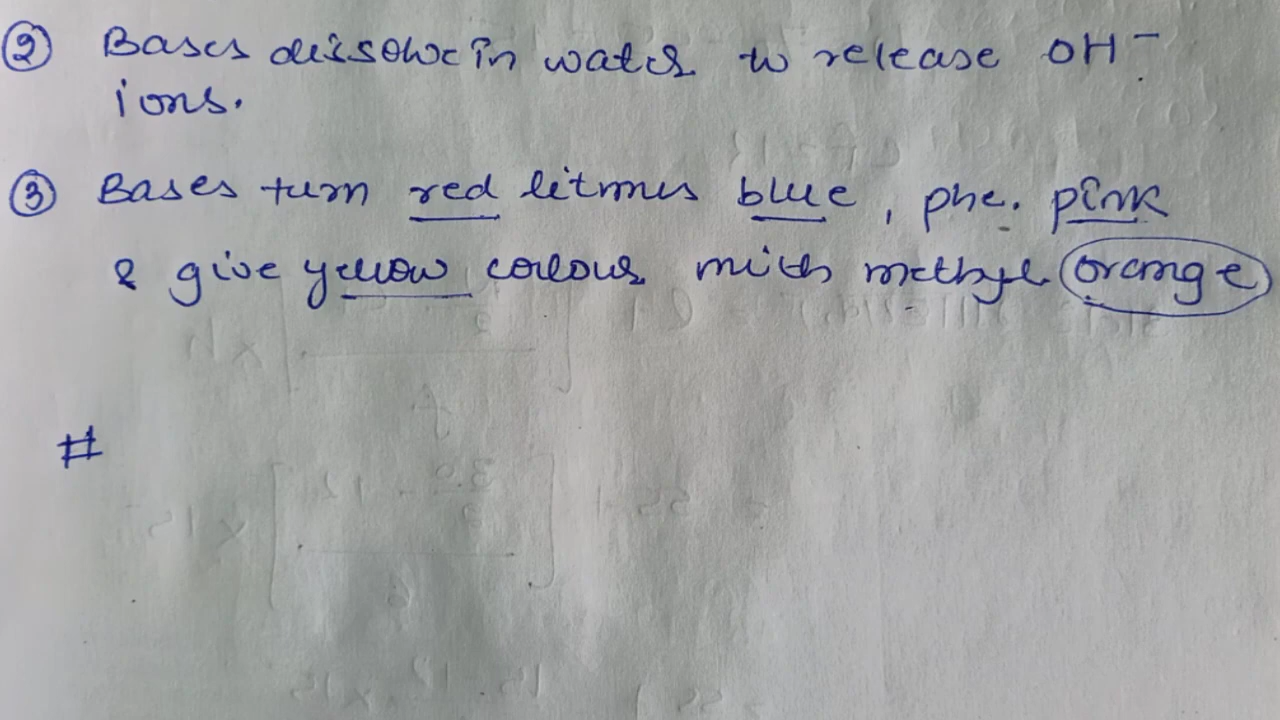 ② Bases dissolve in water to release OH⁻
ions.
③ Bases turn red litmus blue, phe. pink
& give yellow colour with methyl orange
#